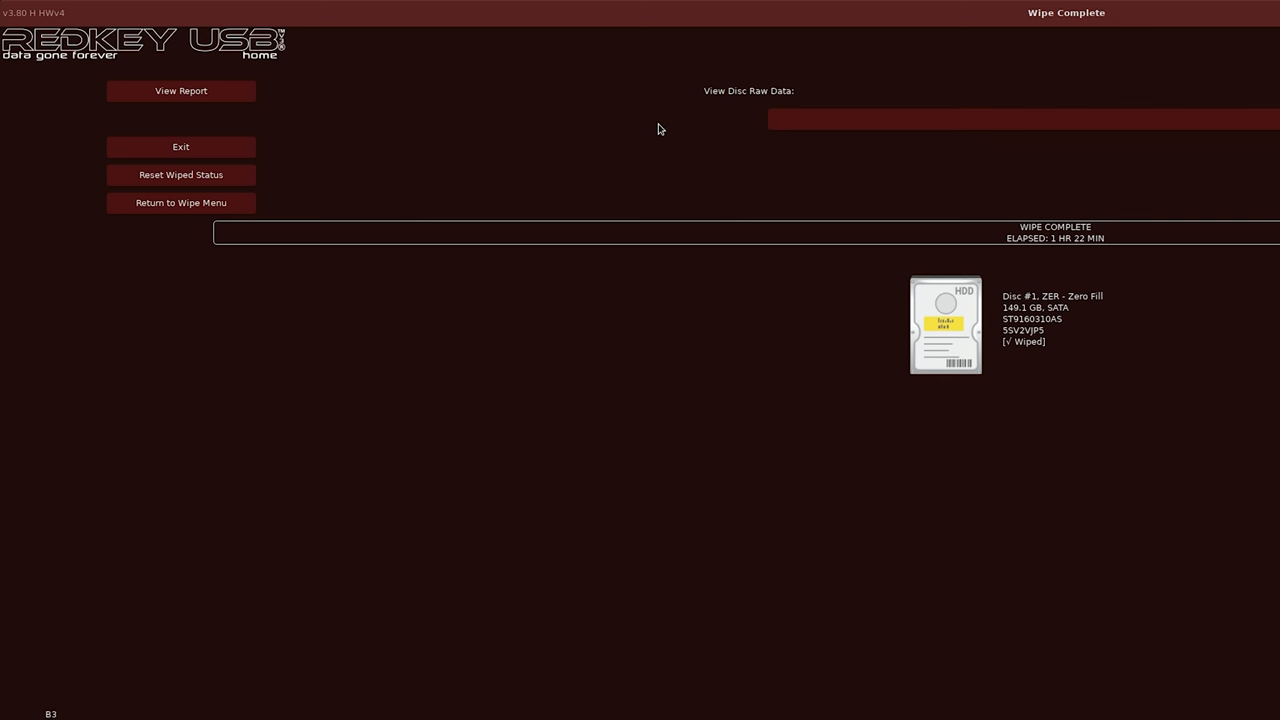 v3.80 H HWv4
Wipe Complete
REDKEY USB
data gone forever
home
View Report
View Disc Raw Data:
Exit
Reset Wiped Status
Return to Wipe Menu
WIPE COMPLETE
ELAPSED: 1 HR 22 MIN
HDD
Disc #1, ZER - Zero Fill
149.1 GB, SATA
ST9160310AS
5SV2VJP5
[√ Wiped]
B3